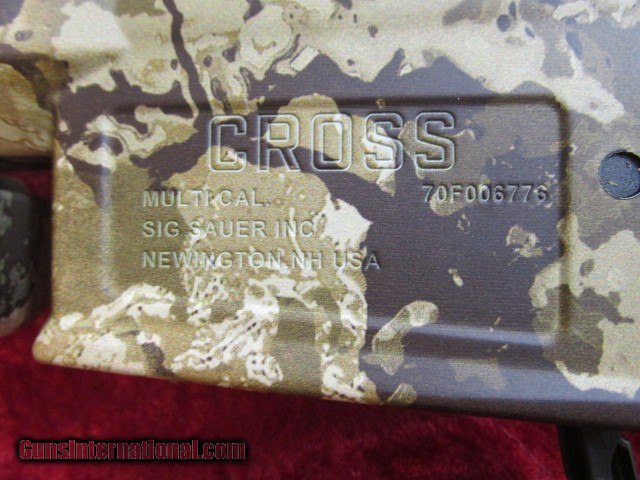 CROSS
MULTI CAL. 70F006776
SIG SAUER INC
NEWINGTON, NH USA
GunsInternational.com